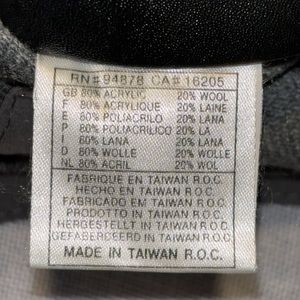 RN# 94878 CA# 16205
GB 80% ACRYLIC 20% WOOL
F 80% ACRYLIQUE 20% LAINE
E 80% POLIACRILO 20% LANA
P 80% POLIACRILICO 20% LA
I 60% LANA 20% LANA
D 80% WOLLE 20% WOLLE
NL 80% ACRIL 20% WOL
FABRIQUE EN TAIWAN R.O.C.
HECHO EN TAIWAN R.O.C.
FABRICADO EM TAIWAN R.O.C.
PRODOTTO IN TAIWAN R.O.C.
HERGESTELLT IN TAIWAN R.O.C.
GEFABERCEERD IN TAIWAN R.O.C.
MADE IN TAIWAN R.O.C.